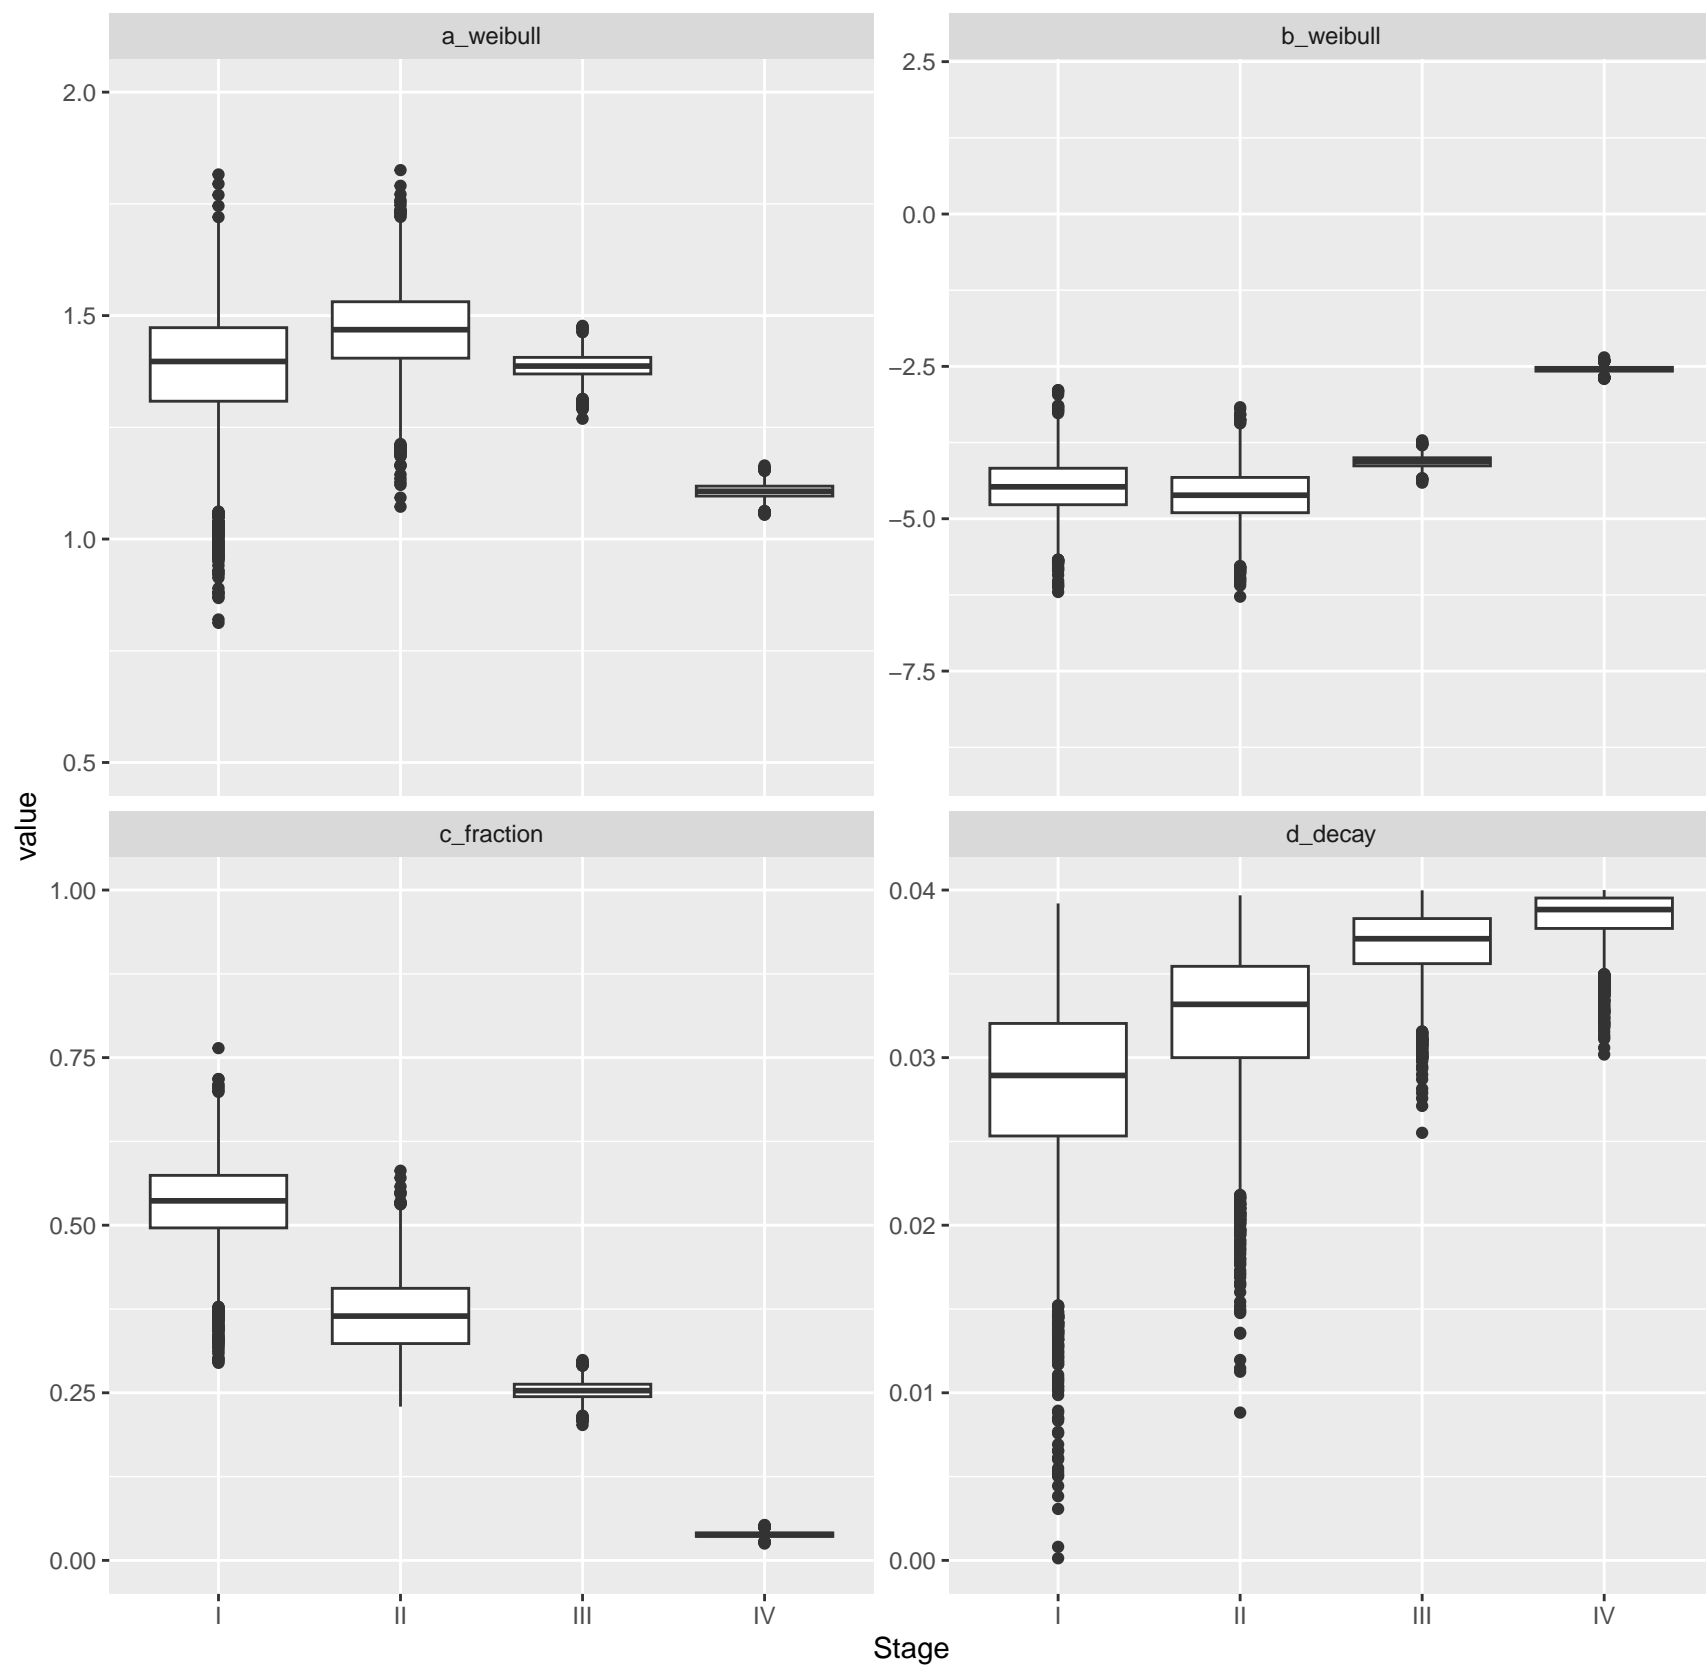 a_weibull
b_weibull
2.0
1.5
1.0
0.5
2.5
0.0
−2.5
−5.0
−7.5
value
c_fraction
d_decay
1.00
0.75
0.50
0.25
0.00
0.04
0.03
0.02
0.01
0.00
I II III IV
I II III IV
Stage